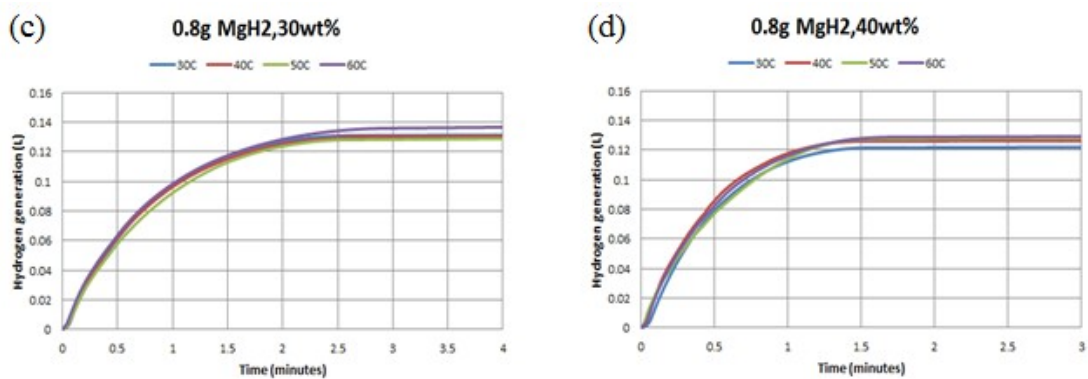 (c)
0.8g MgH2,30wt%
30C 40C 50C 60C
Hydrogen generation (L)
0.16
0.14
0.12
0.1
0.08
0.06
0.04
0.02
0
0 0.5 1 1.5 2 2.5 3 3.5 4
Time (minutes)
(d)
0.8g MgH2,40wt%
30C 40C 50C 60C
Hydrogen generation (L)
0.16
0.14
0.12
0.1
0.08
0.06
0.04
0.02
0
0 0.5 1 1.5 2 2.5 3
Time (minutes)